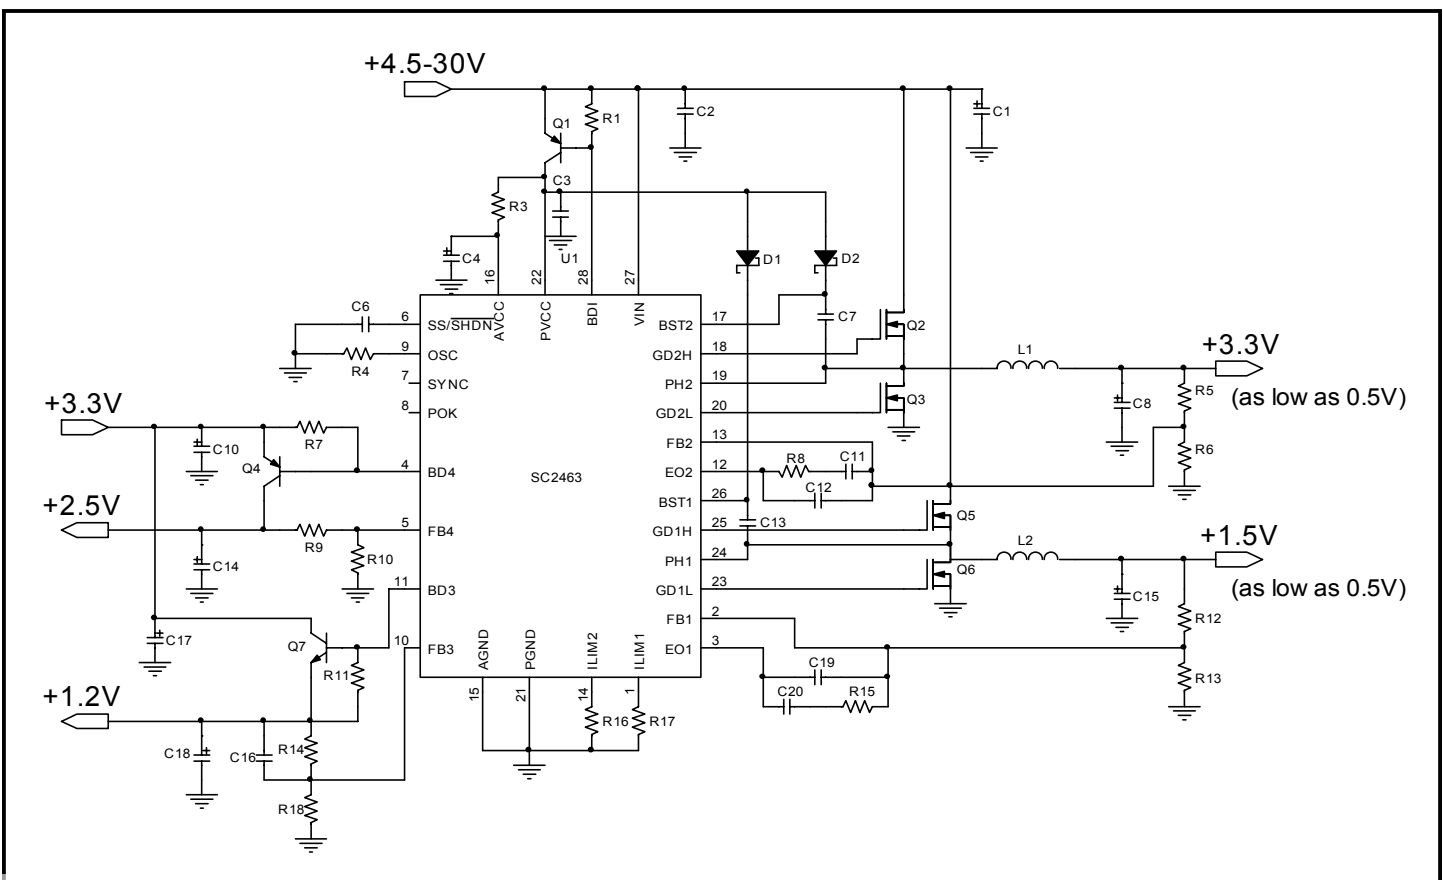 +4.5-30V
C2
C1
Q1
R1
C3
R3
C4
U1
D1
D2
16
22
28
27
AVCC
PVCC
BDI
VIN
C6
6
SS/SHDN
9
OSC
R4
7
SYNC
8
POK
BST2
17
C7
GD2H
18
Q2
PH2
19
GD2L
20
Q3
L1
+3.3V
(as low as 0.5V)
C8
R5
R6
+3.3V
C10
R7
Q4
4
BD4
SC2463
FB2
13
EO2
12
R8
C11
C12
BST1
26
C13
+2.5V
5
FB4
R9
C14
R10
GD1H
25
Q5
PH1
24
GD1L
23
Q6
L2
+1.5V
(as low as 0.5V)
C15
R12
R13
11
BD3
C17
Q7
10
FB3
R11
FB1
2
EO1
3
C19
C20
R15
AGND
PGND
ILIM2
ILIM1
15
21
14
1
R16
R17
+1.2V
C18
C16
R14
R18